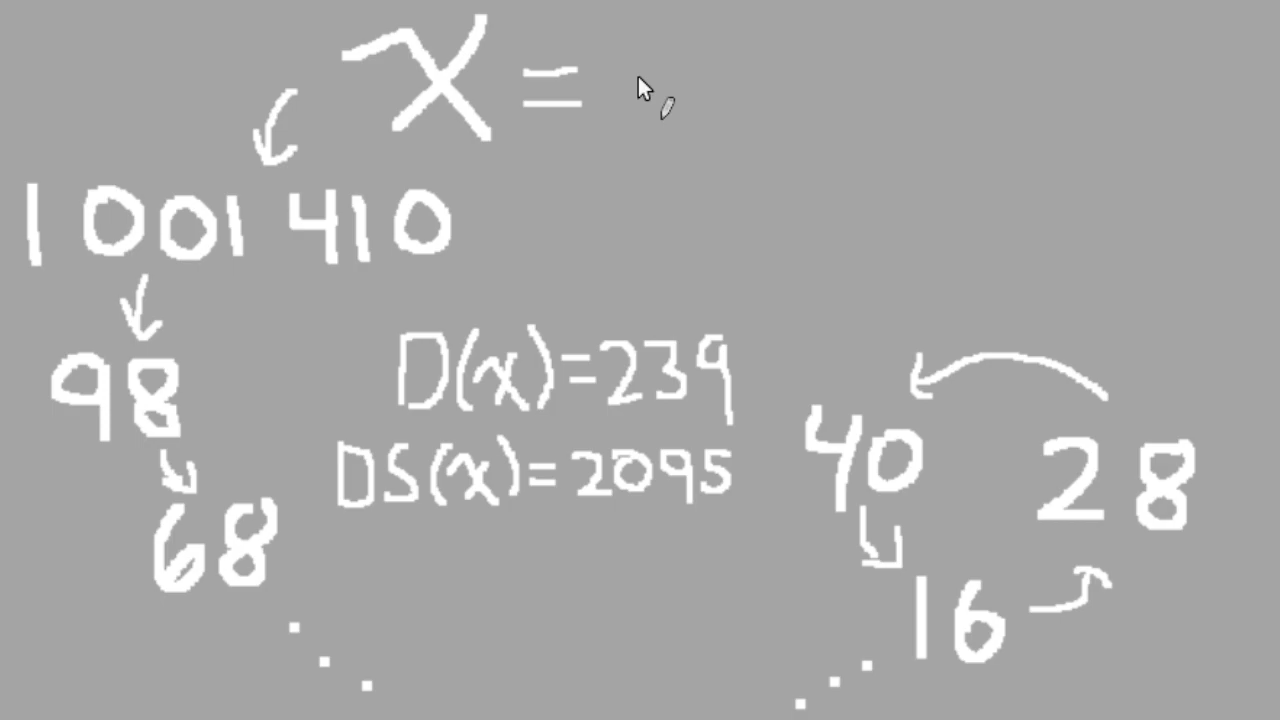 X =
1001410
98
D(x)=239
40 28
DS(x)=2095
68
16